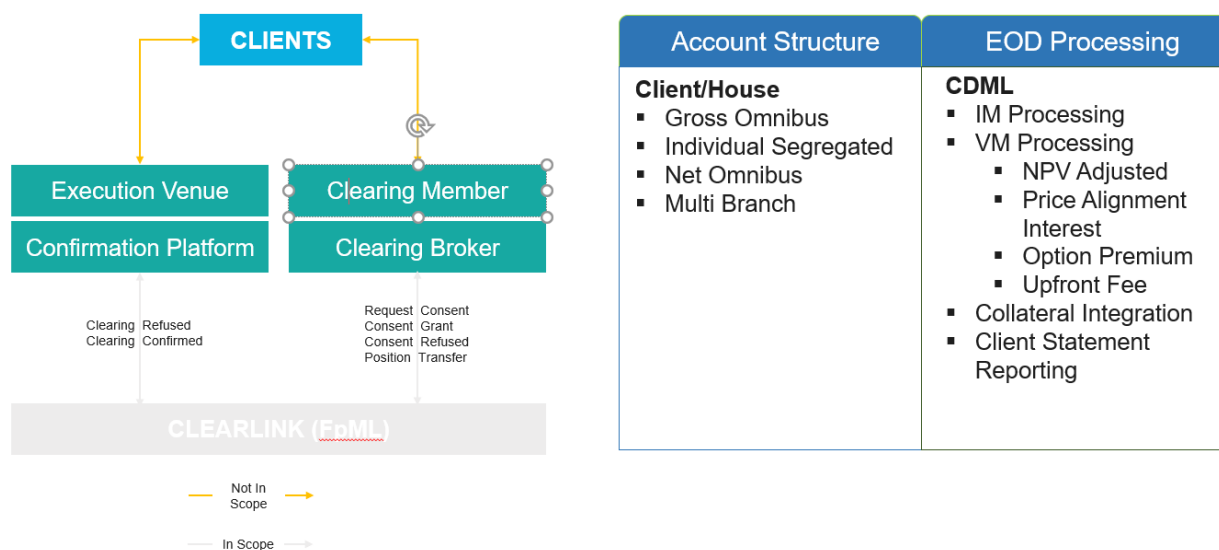 CLIENTS
Execution Venue
Clearing Member
Confirmation Platform
Clearing Broker
Clearing Refused
Clearing Confirmed
Request Consent
Consent Grant
Consent Refused
Position Transfer
CLEARLINK (FpML)
Not In
Scope
In Scope
Account Structure
EOD Processing
Client/House
▪ Gross Ombibus
▪ Individual Segregated
▪ Net Omnibus
▪ Multi Branch
CDML
▪ IM Processing
▪ VM Processing
▪ NPV Adjusted
▪ Price Alignment
Interest
▪ Option Premium
▪ Upfront Fee
▪ Collateral Integration
▪ Client Statement
Reporting